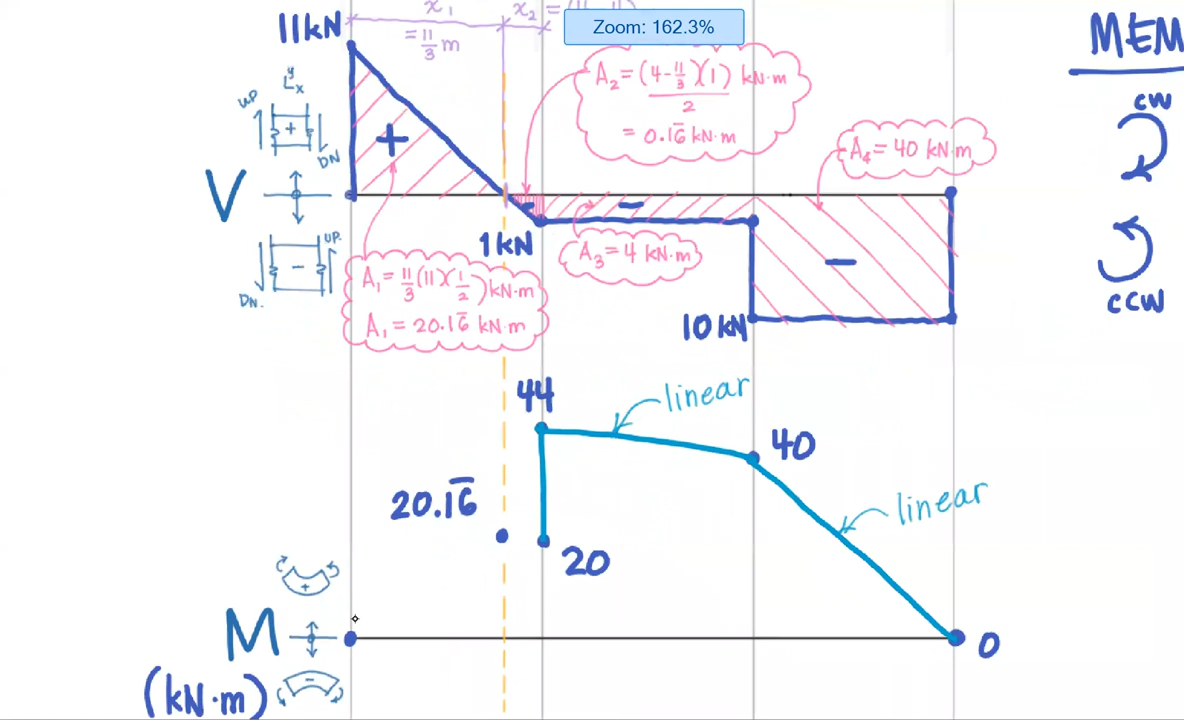 x₁
x₂ =
= 11/3 m
Zoom: 162.3%
11kN
MEM
A₂ = (4-11/3)(1) kN·m
2
= 0.16̅ kN·m
CW
y
x
UP
+
DN
+
A₄ = 40 kN·m
V
-
-
1kN
A₃ = 4 kN·m
-
UP.
-
DN.
A₁ = 11/3 (11)(1/2) kN·m
A₁ = 20.16̅ kN·m
10kN
CCW
44
linear
40
20.16̅
linear
20
+
M
0
(kN·m)
-